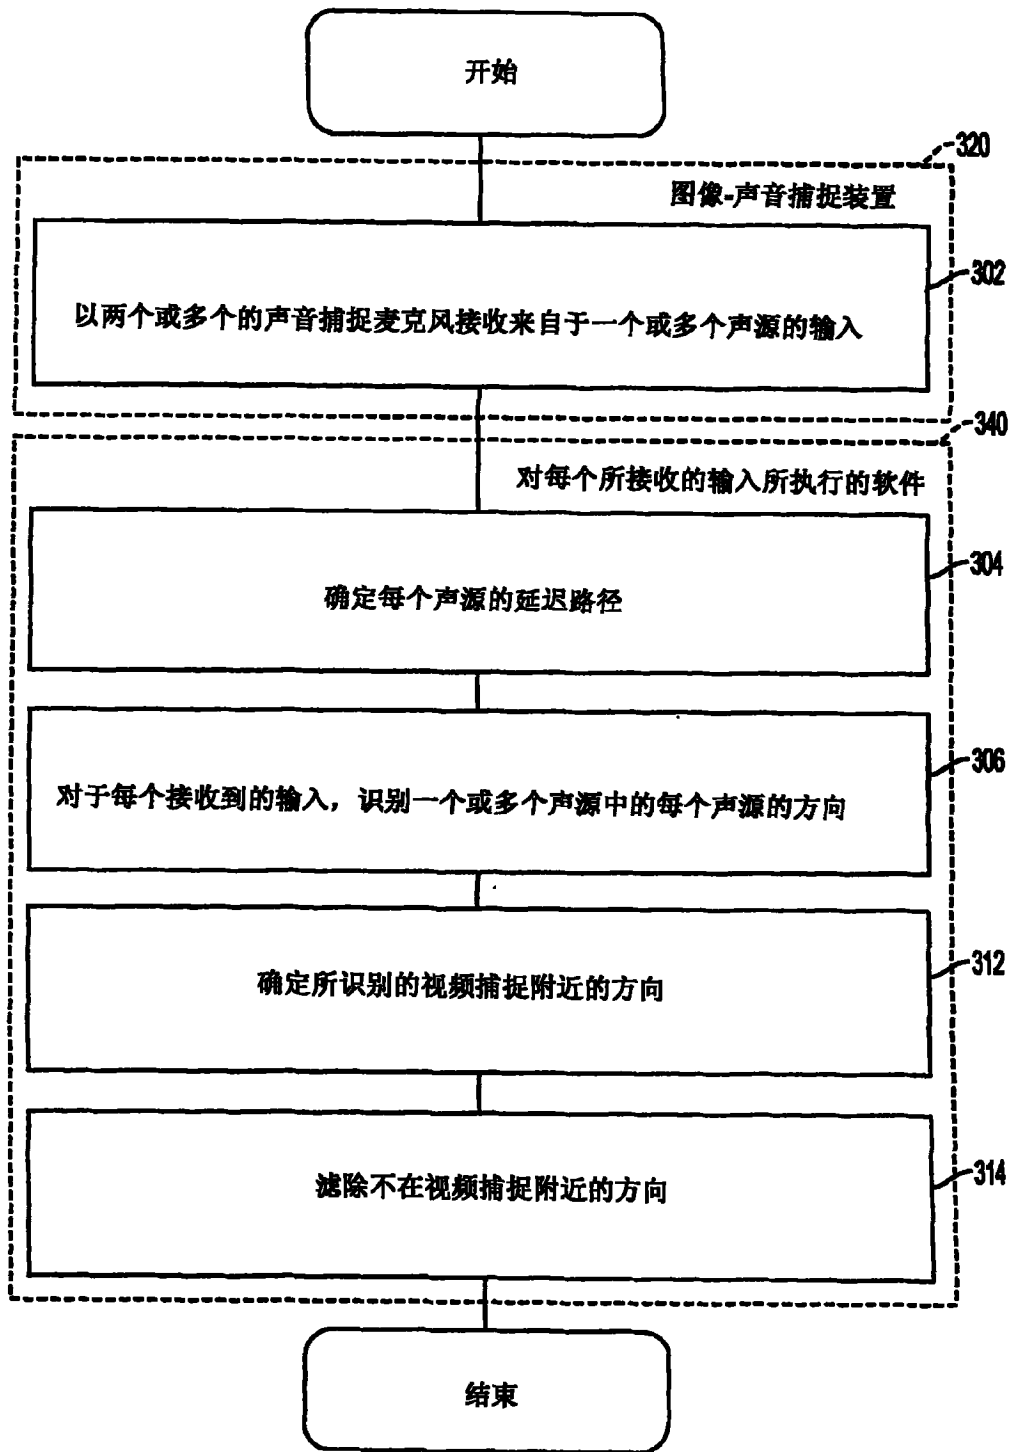 开始
320
图像-声音捕捉装置
302
以两个或多个的声音捕捉麦克风接收来自于一个或多个声源的输入
340
对每个所接收的输入所执行的软件
304
确定每个声源的延迟路径
306
对于每个接收到的输入，识别一个或多个声源中的每个声源的方向
312
确定所识别的视频捕捉附近的方向
314
滤除不在视频捕捉附近的方向
结束